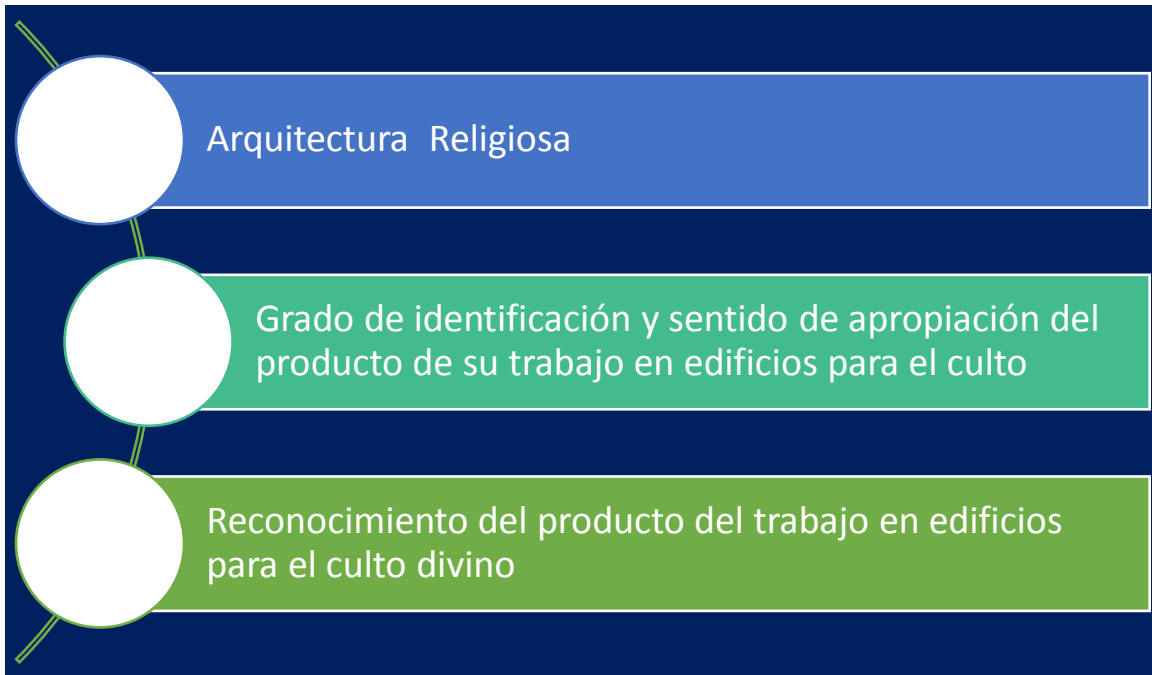 Arquitectura  Religiosa
Grado de identificación y sentido de apropiación del
producto de su trabajo en edificios para el culto
Reconocimiento del producto del trabajo en edificios
para el culto divino